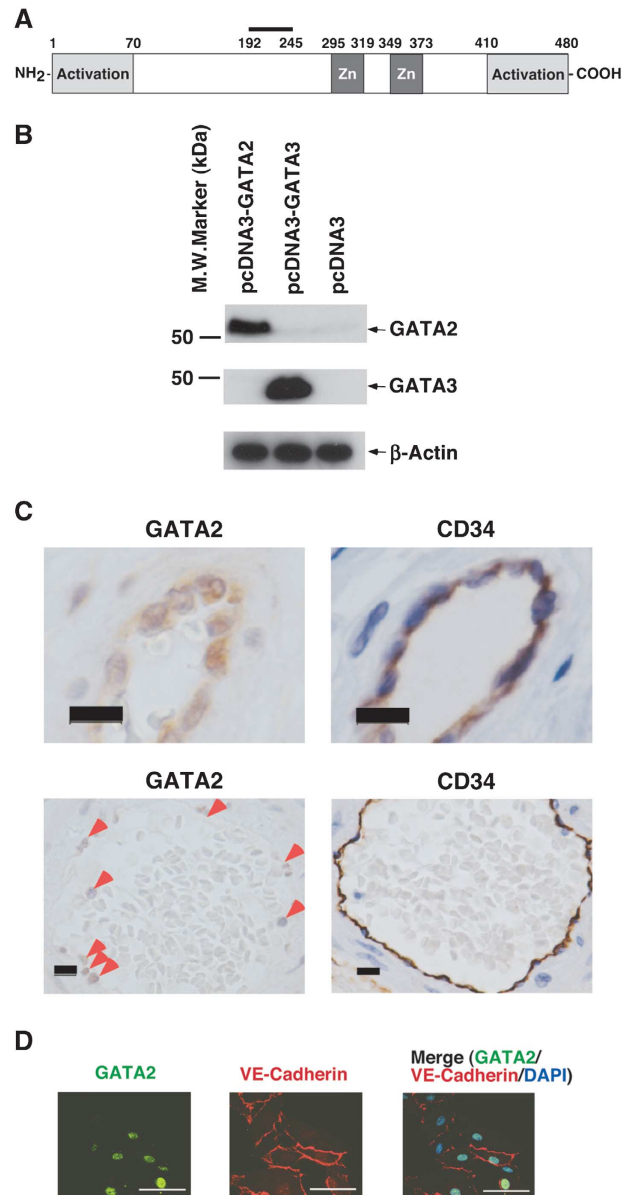 A
1 70 192 245 295 319 349 373 410 480
NH2- Activation Zn Zn Activation -COOH
B
M.W.Marker (kDa)
pcDNA3-GATA2
pcDNA3-GATA3
pcDNA3
50 GATA2
50 GATA3
β-Actin
C
GATA2 CD34
GATA2 CD34
D
GATA2 VE-Cadherin Merge (GATA2/
VE-Cadherin/DAPI)